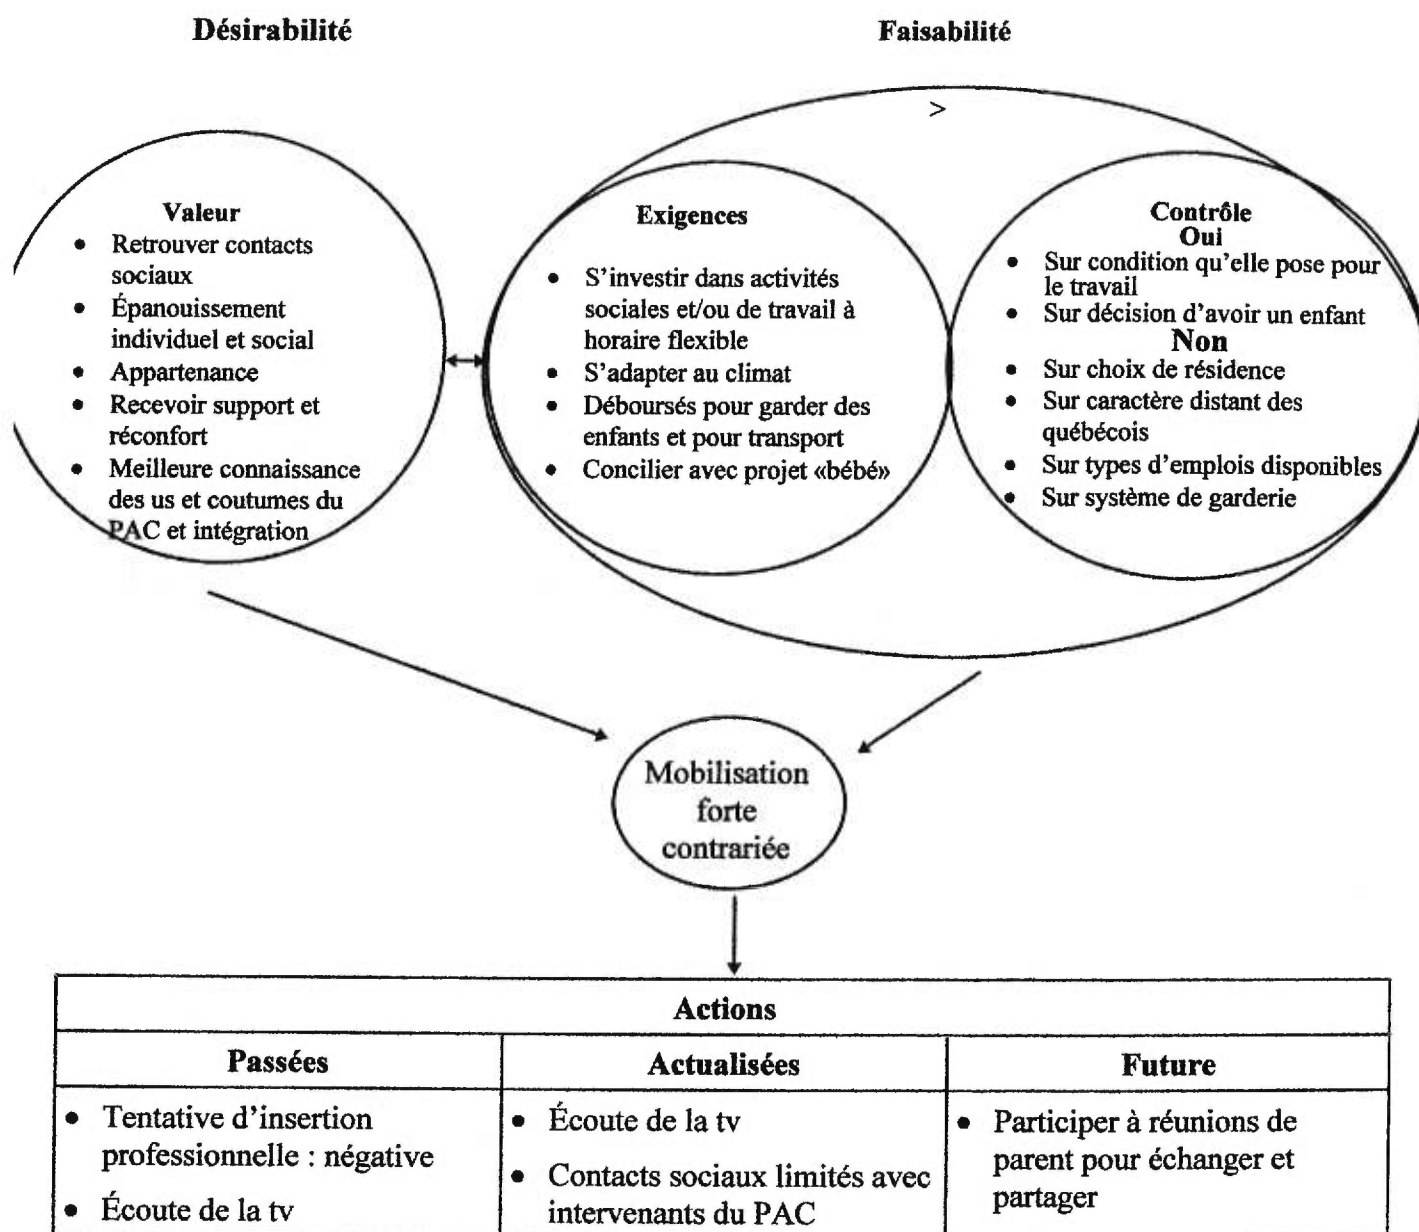 Désirabilité
Faisabilité
>
Valeur
• Retrouver contacts
sociaux
• Épanouissement
individuel et social
• Appartenance
• Recevoir support et
réconfort
• Meilleure connaissance
des us et coutumes du
PAC et intégration
Exigences
• S'investir dans activités
sociales et/ou de travail à
horaire flexible
• S'adapter au climat
• Déboursés pour garder des
enfants et pour transport
• Concilier avec projet «bébé»
Contrôle
Oui
• Sur condition qu'elle pose pour
le travail
• Sur décision d'avoir un enfant
Non
• Sur choix de résidence
• Sur caractère distant des
québécois
• Sur types d'emplois disponibles
• Sur système de garderie
Mobilisation
forte
contrariée
Actions
Passées
Actualisées
Future
• Tentative d'insertion
professionnelle : négative
• Écoute de la tv
• Écoute de la tv
• Contacts sociaux limités avec
intervenants du PAC
• Participer à réunions de
parent pour échanger et
partager